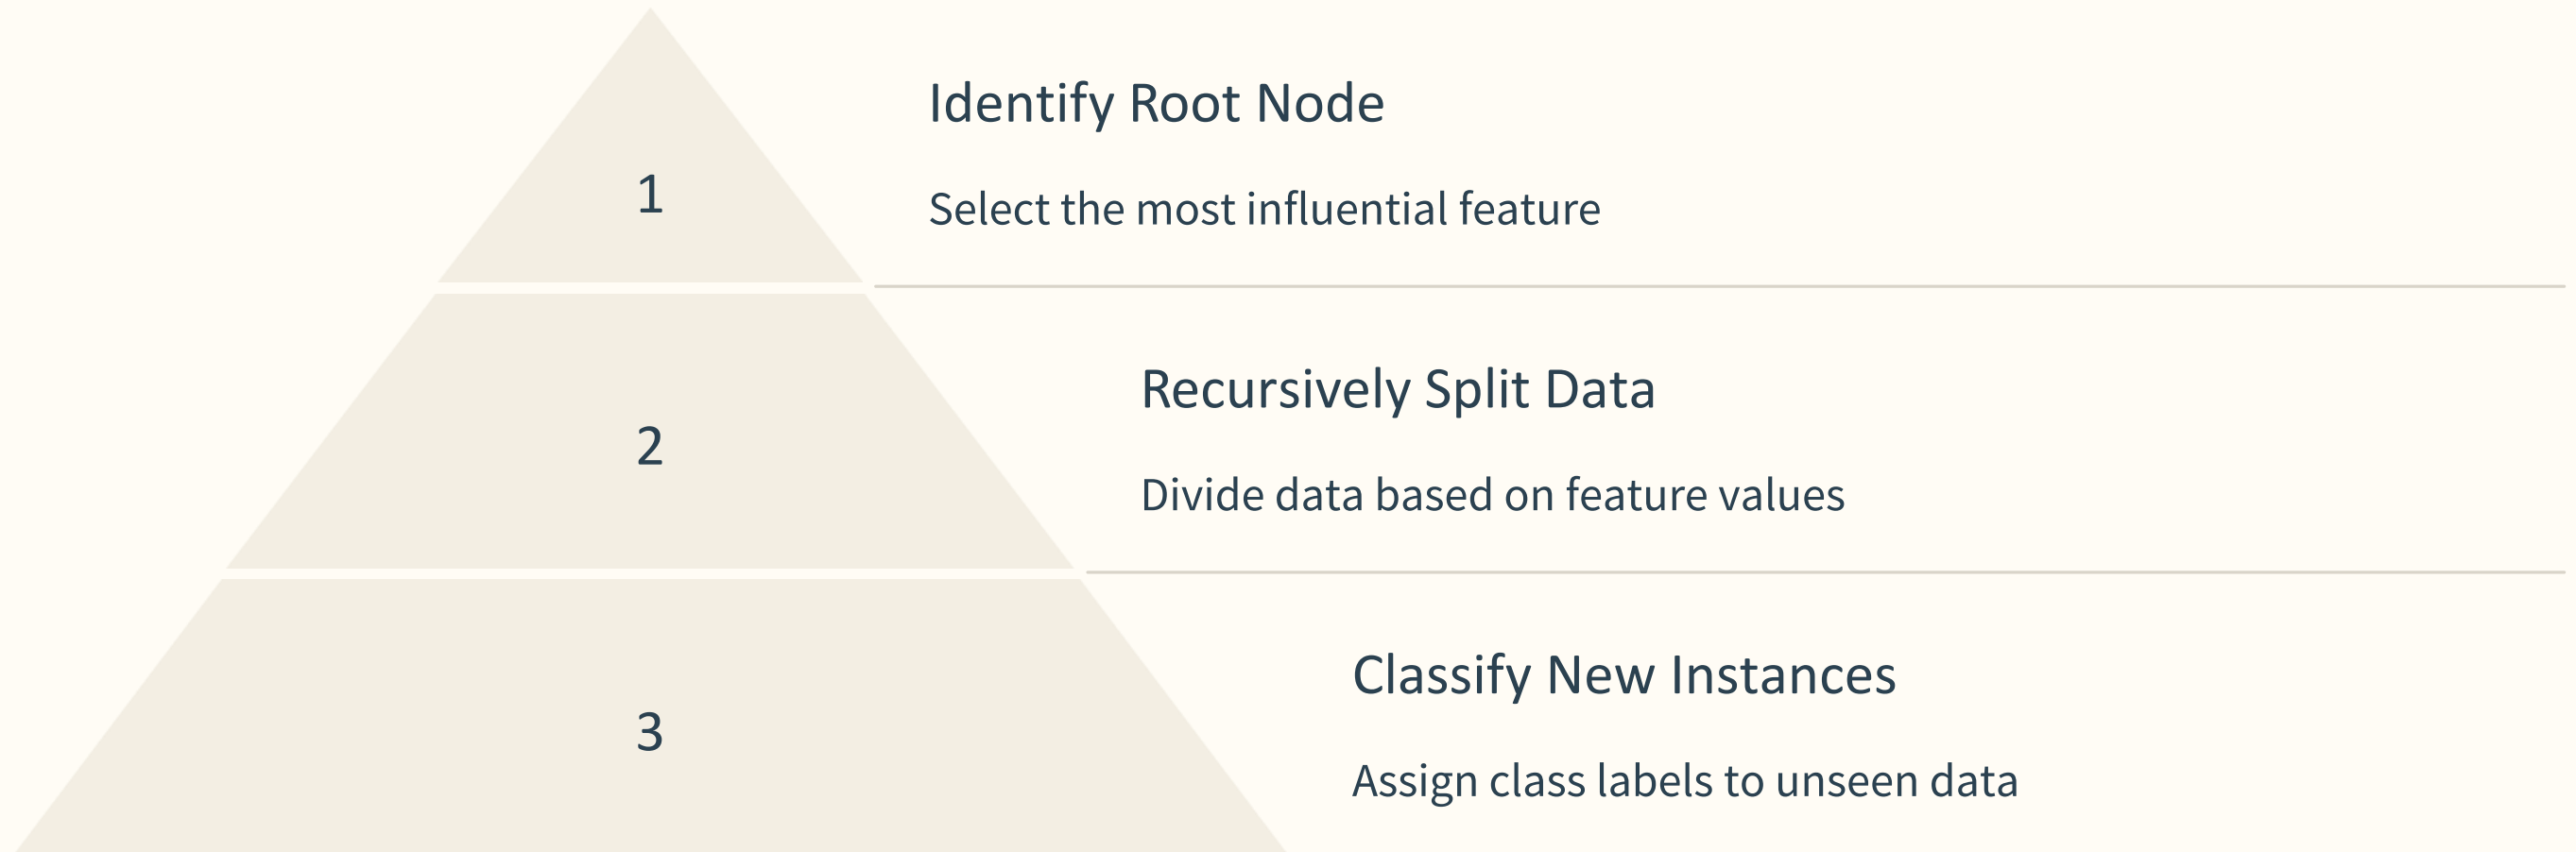 1
Identify Root Node
Select the most influential feature
2
Recursively Split Data
Divide data based on feature values
3
Classify New Instances
Assign class labels to unseen data